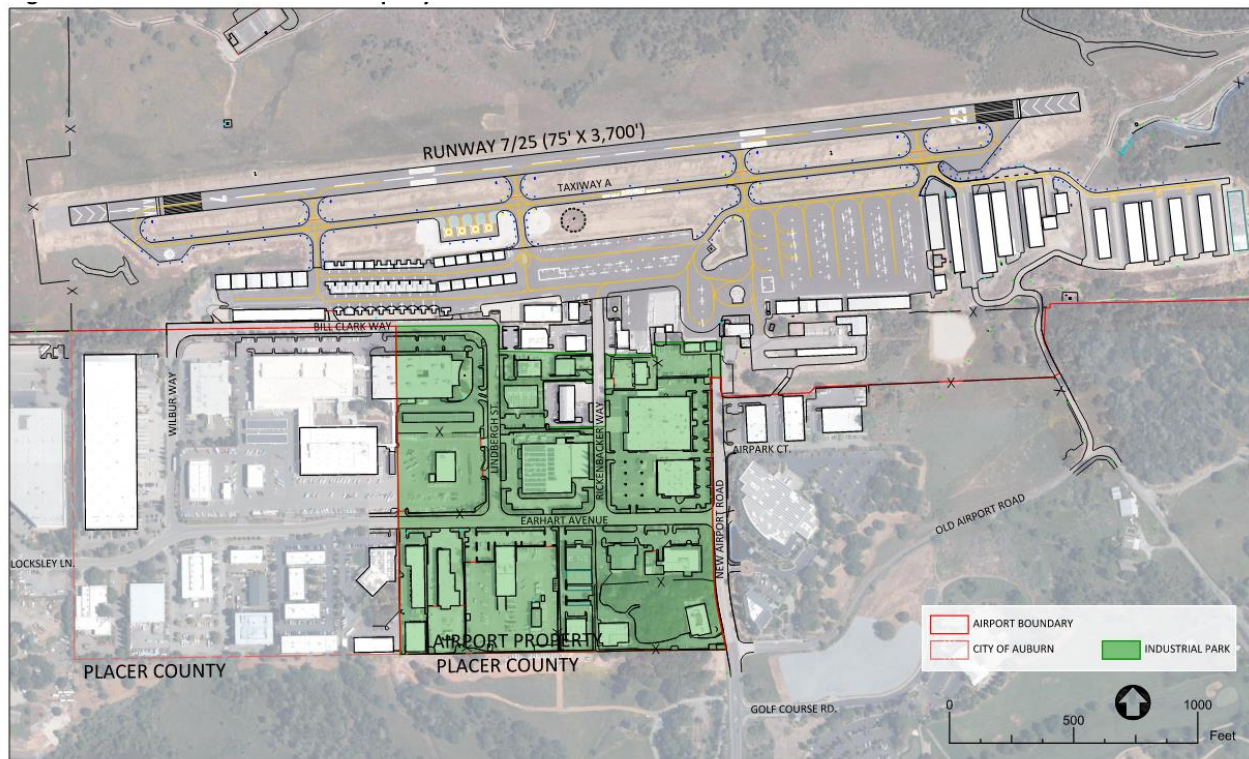 RUNWAY 7/25 (75' X 3,700')
25
TAXIWAY A
7
BILL CLARK WAY
WILBUR WAY
LINDBERGH ST.
RICKENBACKER WAY
AIRPARK CT.
NEW AIRPORT ROAD
EARHART AVENUE
OLD AIRPORT ROAD
LOCKSLEY LN.
AIRPORT PROPERTY
PLACER COUNTY
PLACER COUNTY
GOLF COURSE RD.
AIRPORT BOUNDARY
CITY OF AUBURN
INDUSTRIAL PARK
0
500
1000
Feet